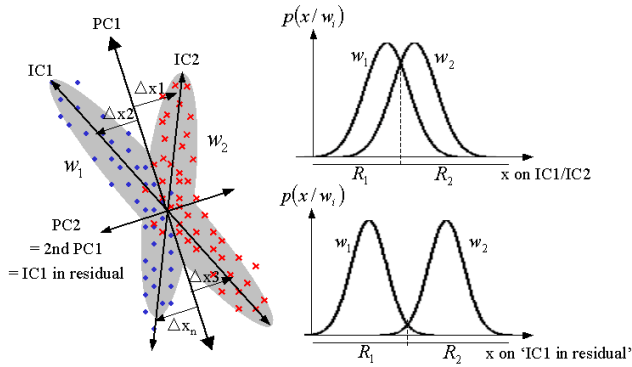 PC1
IC1
IC2
△x1
△x2
w₁
w₂
PC2
= 2nd PC1
= IC1 in residual
△x3
△xₙ
p(x/wᵢ)
w₁
w₂
R₁
R₂
x on IC1/IC2
p(x/wᵢ)
w₁
w₂
R₁
R₂
x on ‘IC1 in residual’